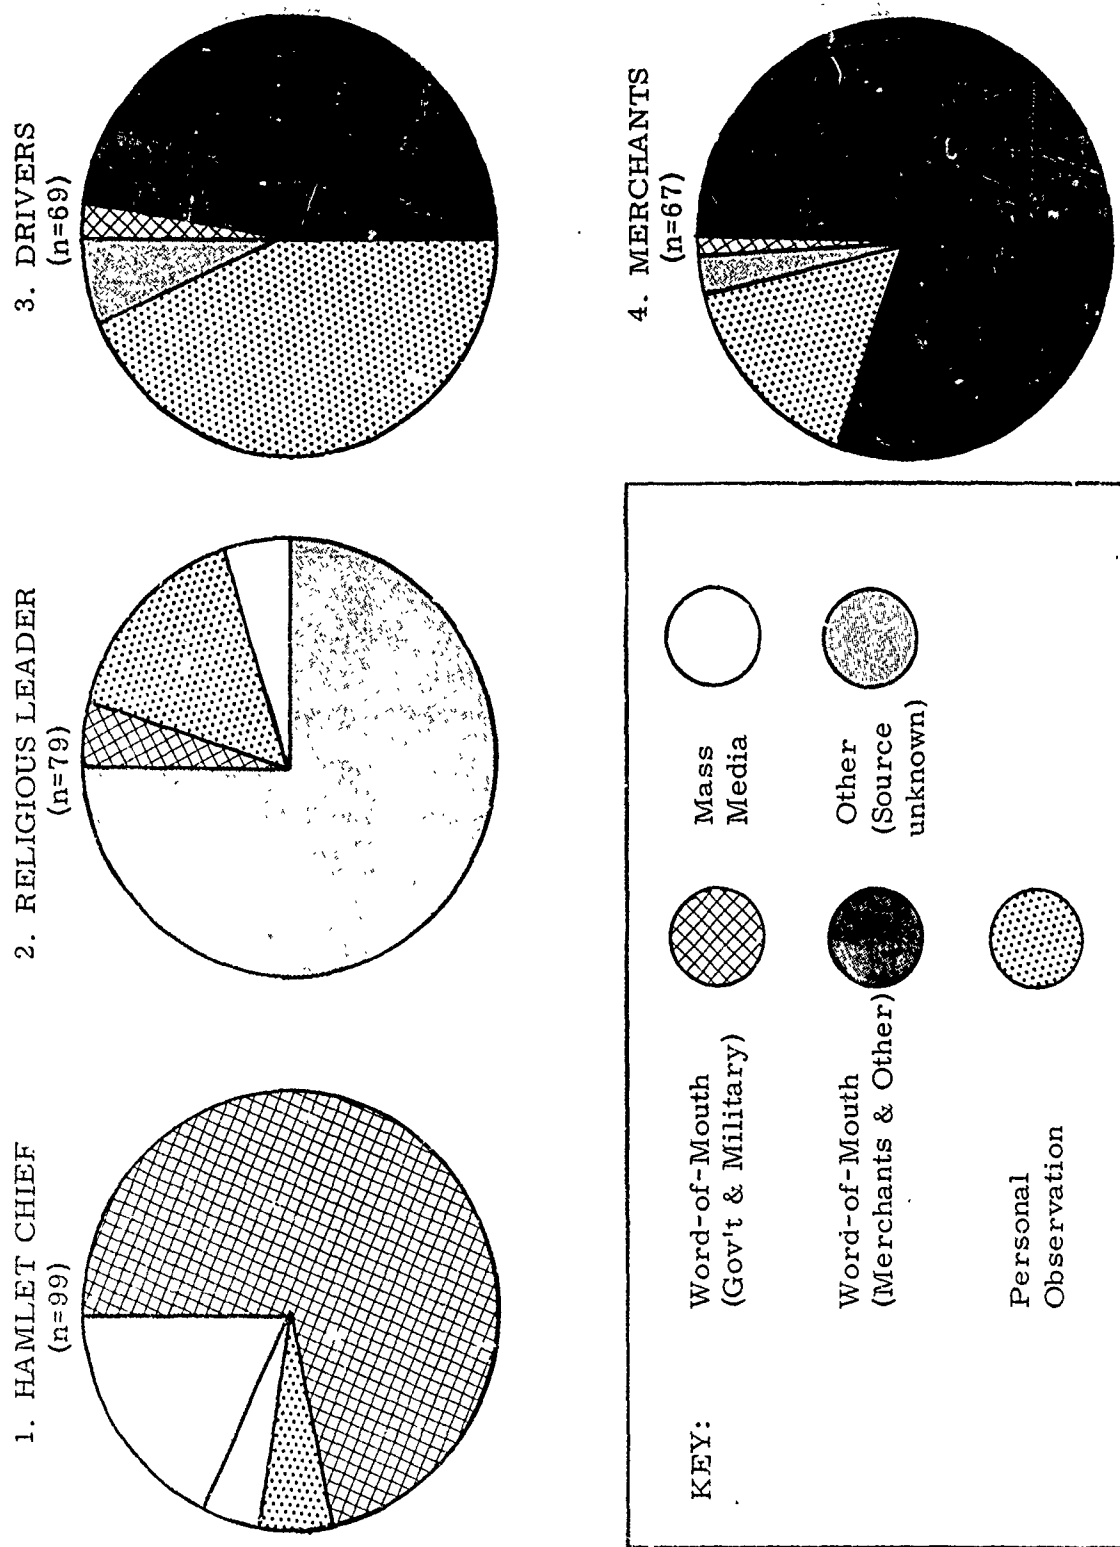 1. HAMLET CHIEF
(n=99)
2. RELIGIOUS LEADER
(n=79)
3. DRIVERS
(n=69)
4. MERCHANTS
(n=67)
KEY:
Word-of-Mouth
(Gov't & Military)
Mass
Media
Word-of-Mouth
(Merchants & Other)
Other
(Source
unknown)
Personal
Observation